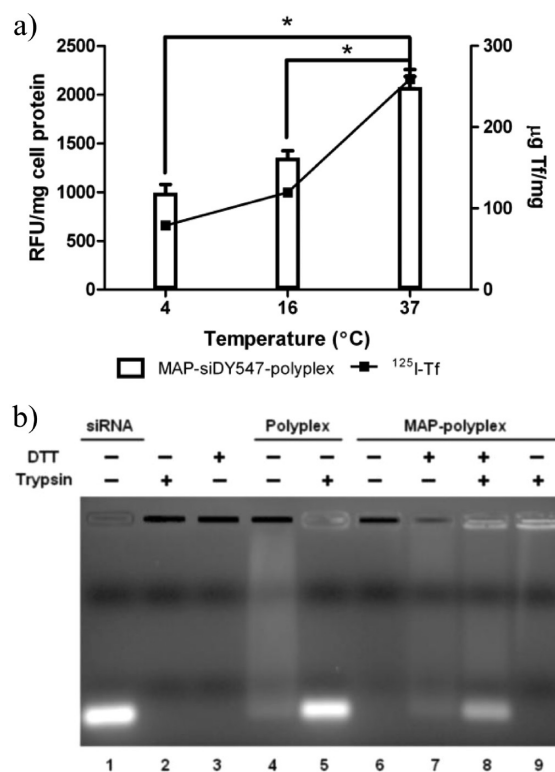 a)
* 
*
2500
2000
1500
1000
500
0
RFU/mg cell protein
300
200
100
0
µg Tf/mg
4 16 37
Temperature (°C)
MAP-siDY547-polyplex 125I-Tf
b)
siRNA Polyplex MAP-polyplex
DTT – – + – – – + + –
Trypsin – + – – + – – + +
1 2 3 4 5 6 7 8 9